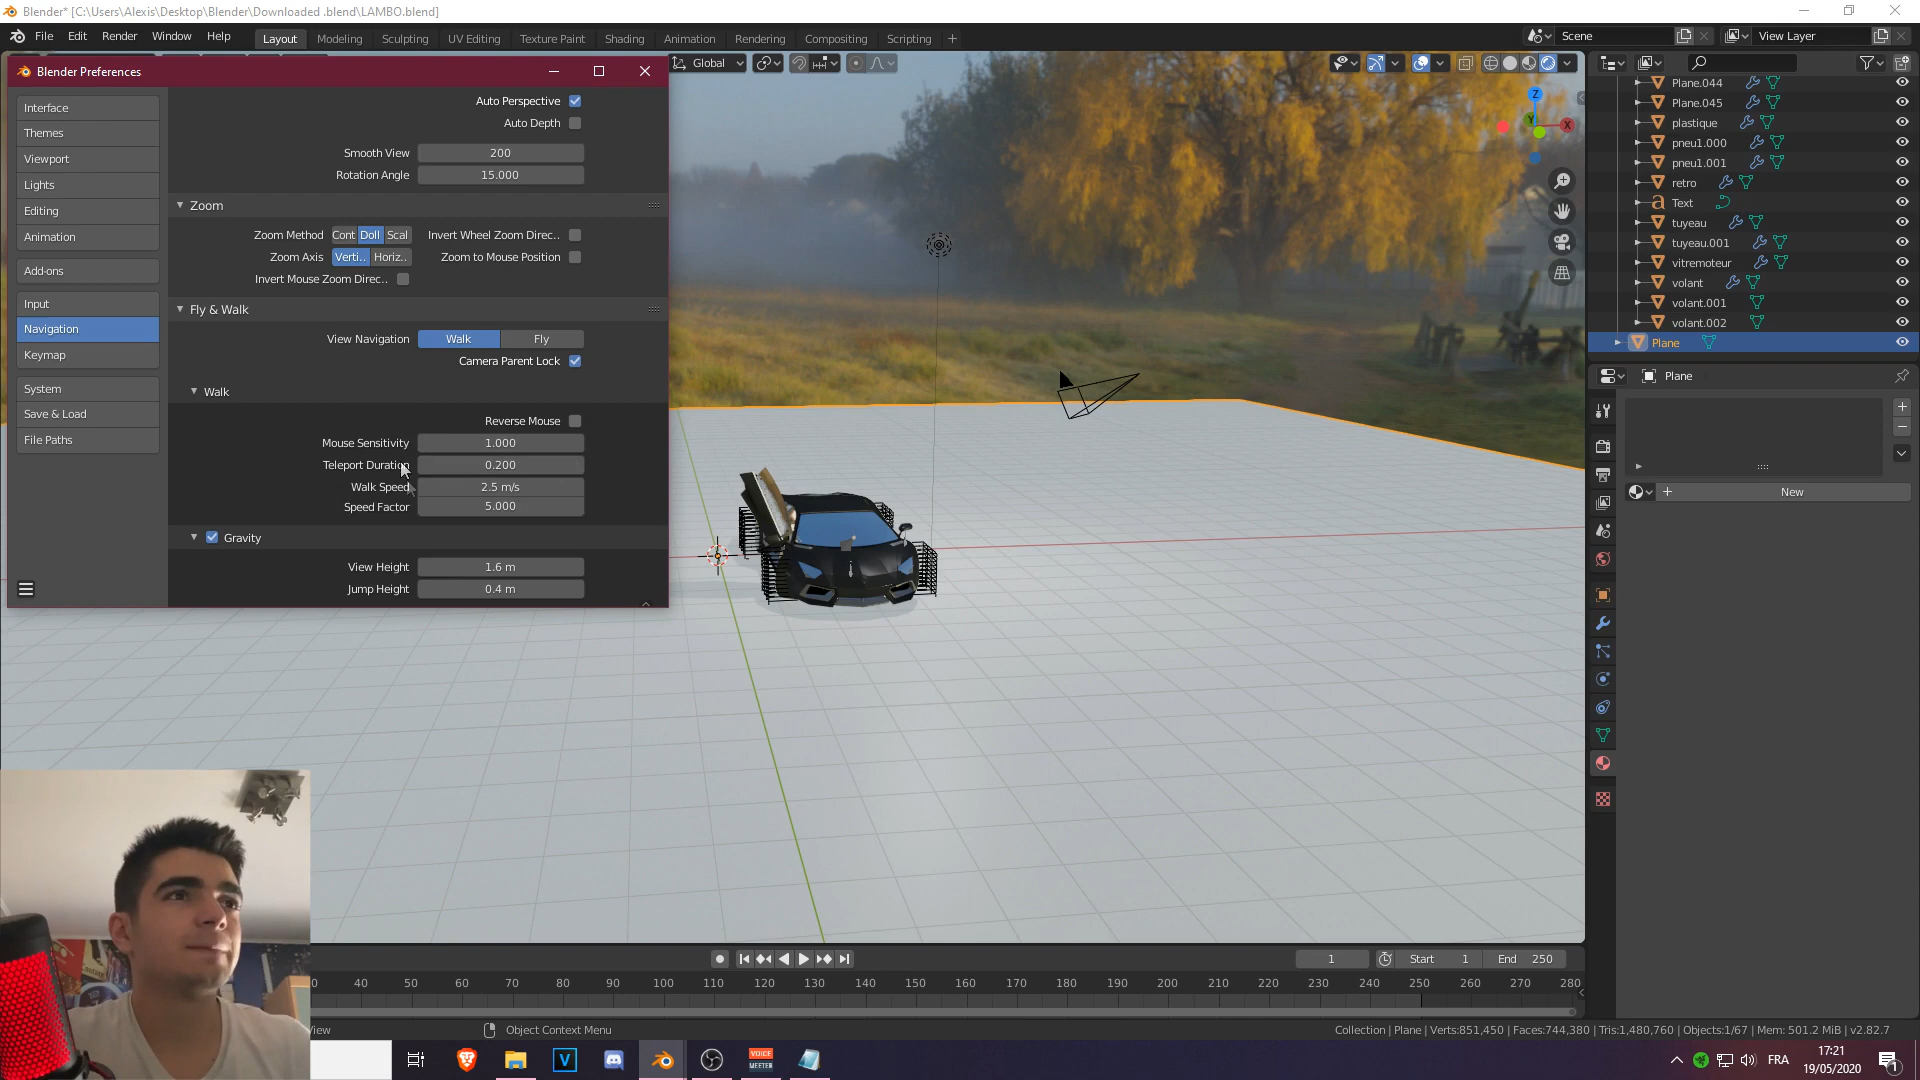 Blender* [C:\Users\Alexis\Desktop\Blender\Downloaded .blend\LAMBO.blend]
File Edit Render Window Help Layout Modeling Sculpting UV Editing Texture Paint Shading Animation Rendering Compositing Scripting + Scene View Layer
Blender Preferences
Global
Interface
Themes
Viewport
Lights
Editing
Animation
Add-ons
Input
Navigation
Keymap
System
Save & Load
File Paths
Auto Perspective
Auto Depth
Smooth View 200
Rotation Angle 15.000
Zoom
Zoom Method Cont Doll Scal Invert Wheel Zoom Direc..
Zoom Axis Verti.. Horiz.. Zoom to Mouse Position
Invert Mouse Zoom Direc..
Fly & Walk
View Navigation Walk Fly
Camera Parent Lock
Walk
Reverse Mouse
Mouse Sensitivity 1.000
Teleport Duration 0.200
Walk Speed 2.5 m/s
Speed Factor 5.000
Gravity
View Height 1.6 m
Jump Height 0.4 m
Z
Y
X
Plane.044
Plane.045
plastique
pneu1.000
pneu1.001
retro
Text
tuyeau
tuyeau.001
vitremoteur
volant
volant.001
volant.002
Plane
Plane
New
1 Start 1 End 250
0 40 50 60 70 80 90 100 110 120 130 140 150 160 170 180 190 200 210 220 230 240 250 260 270 280
View Object Context Menu Collection | Plane | Verts:851,450 | Faces:744,380 | Tris:1,480,760 | Objects:1/67 | Mem: 501.2 MiB | v2.82.7
V
VOICE
MEETER
FRA
17:21
19/05/2020
1